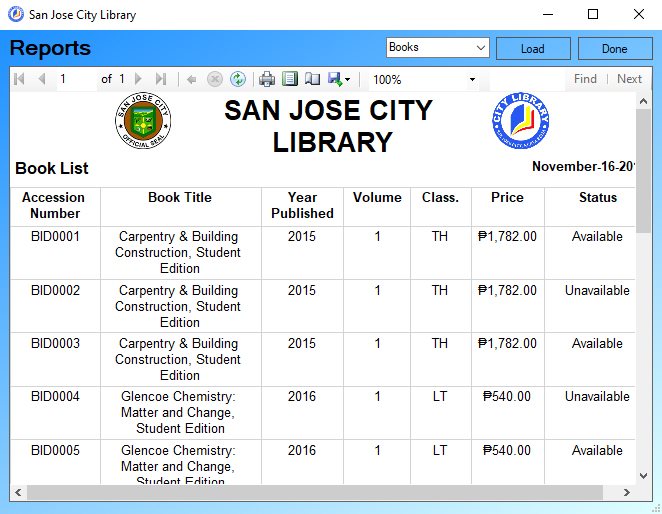 San Jose City Library
Reports
Books
Load
Done
1 of 1
100%
Find | Next
SAN JOSE CITY
OFFICIAL SEAL
SAN JOSE CITY
LIBRARY
CITY LIBRARY
Book List
November-16-201
Accession Number Book Title Year Published Volume Class. Price Status
BID0001 Carpentry & Building 2015 1 TH ₱1,782.00 Available
Construction, Student
Edition
BID0002 Carpentry & Building 2015 1 TH ₱1,782.00 Unavailable
Construction, Student
Edition
BID0003 Carpentry & Building 2015 1 TH ₱1,782.00 Available
Construction, Student
Edition
BID0004 Glencoe Chemistry: 2016 1 LT ₱540.00 Unavailable
Matter and Change,
Student Edition
BID0005 Glencoe Chemistry: 2016 1 LT ₱540.00 Available
Matter and Change,
Student Edition